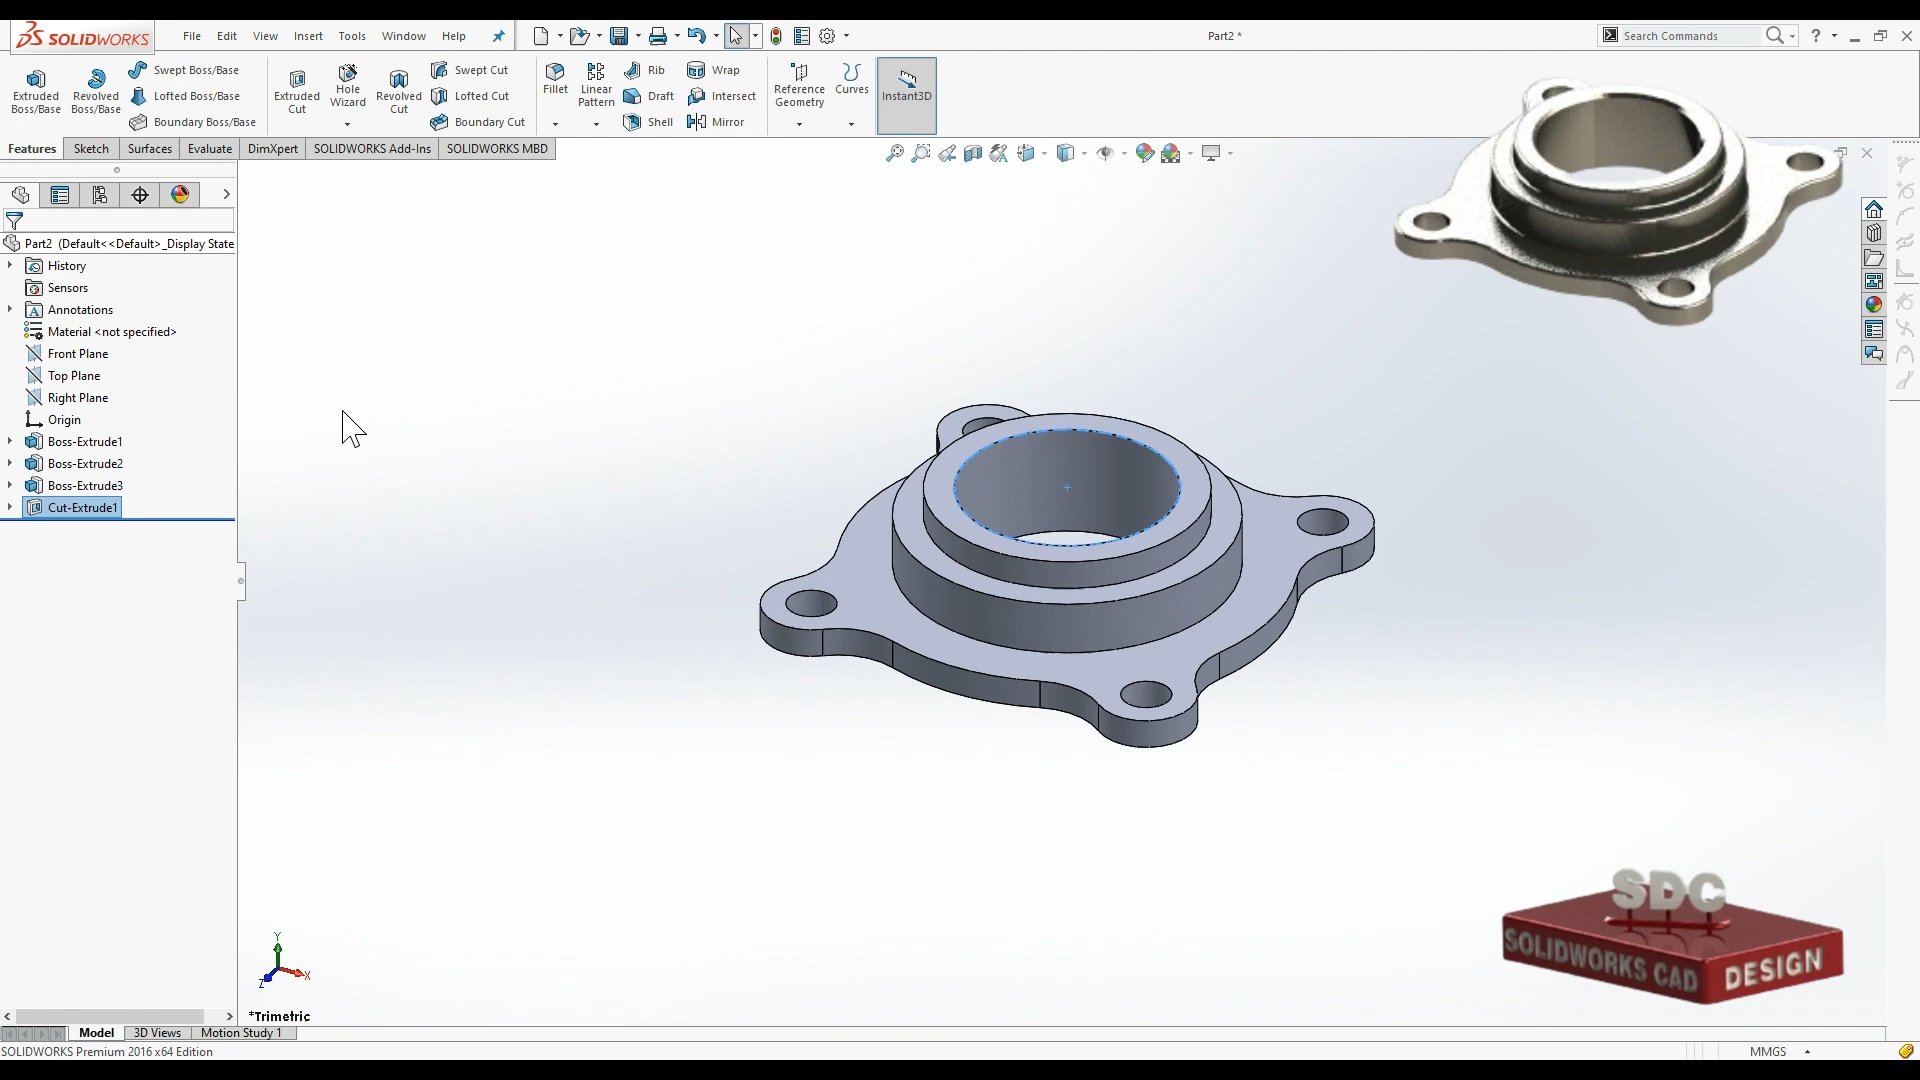 SOLIDWORKS
File Edit View Insert Tools Window Help
Part2 *
Search Commands
?
Extruded Boss/Base
Revolved Boss/Base
Swept Boss/Base
Lofted Boss/Base
Boundary Boss/Base
Extruded Cut
Hole Wizard
Revolved Cut
Swept Cut
Lofted Cut
Boundary Cut
Fillet
Linear Pattern
Rib
Draft
Shell
Wrap
Intersect
Mirror
Reference Geometry
Curves
Instant3D
Features Sketch Surfaces Evaluate DimXpert SOLIDWORKS Add-Ins SOLIDWORKS MBD
Part2 (Default<<Default>_Display State
History
Sensors
Annotations
Material <not specified>
Front Plane
Top Plane
Right Plane
Origin
Boss-Extrude1
Boss-Extrude2
Boss-Extrude3
Cut-Extrude1
Y
X
Z
*Trimetric
SDC
SOLIDWORKS CAD DESIGN
Model 3D Views Motion Study 1
SOLIDWORKS Premium 2016 x64 Edition
MMGS